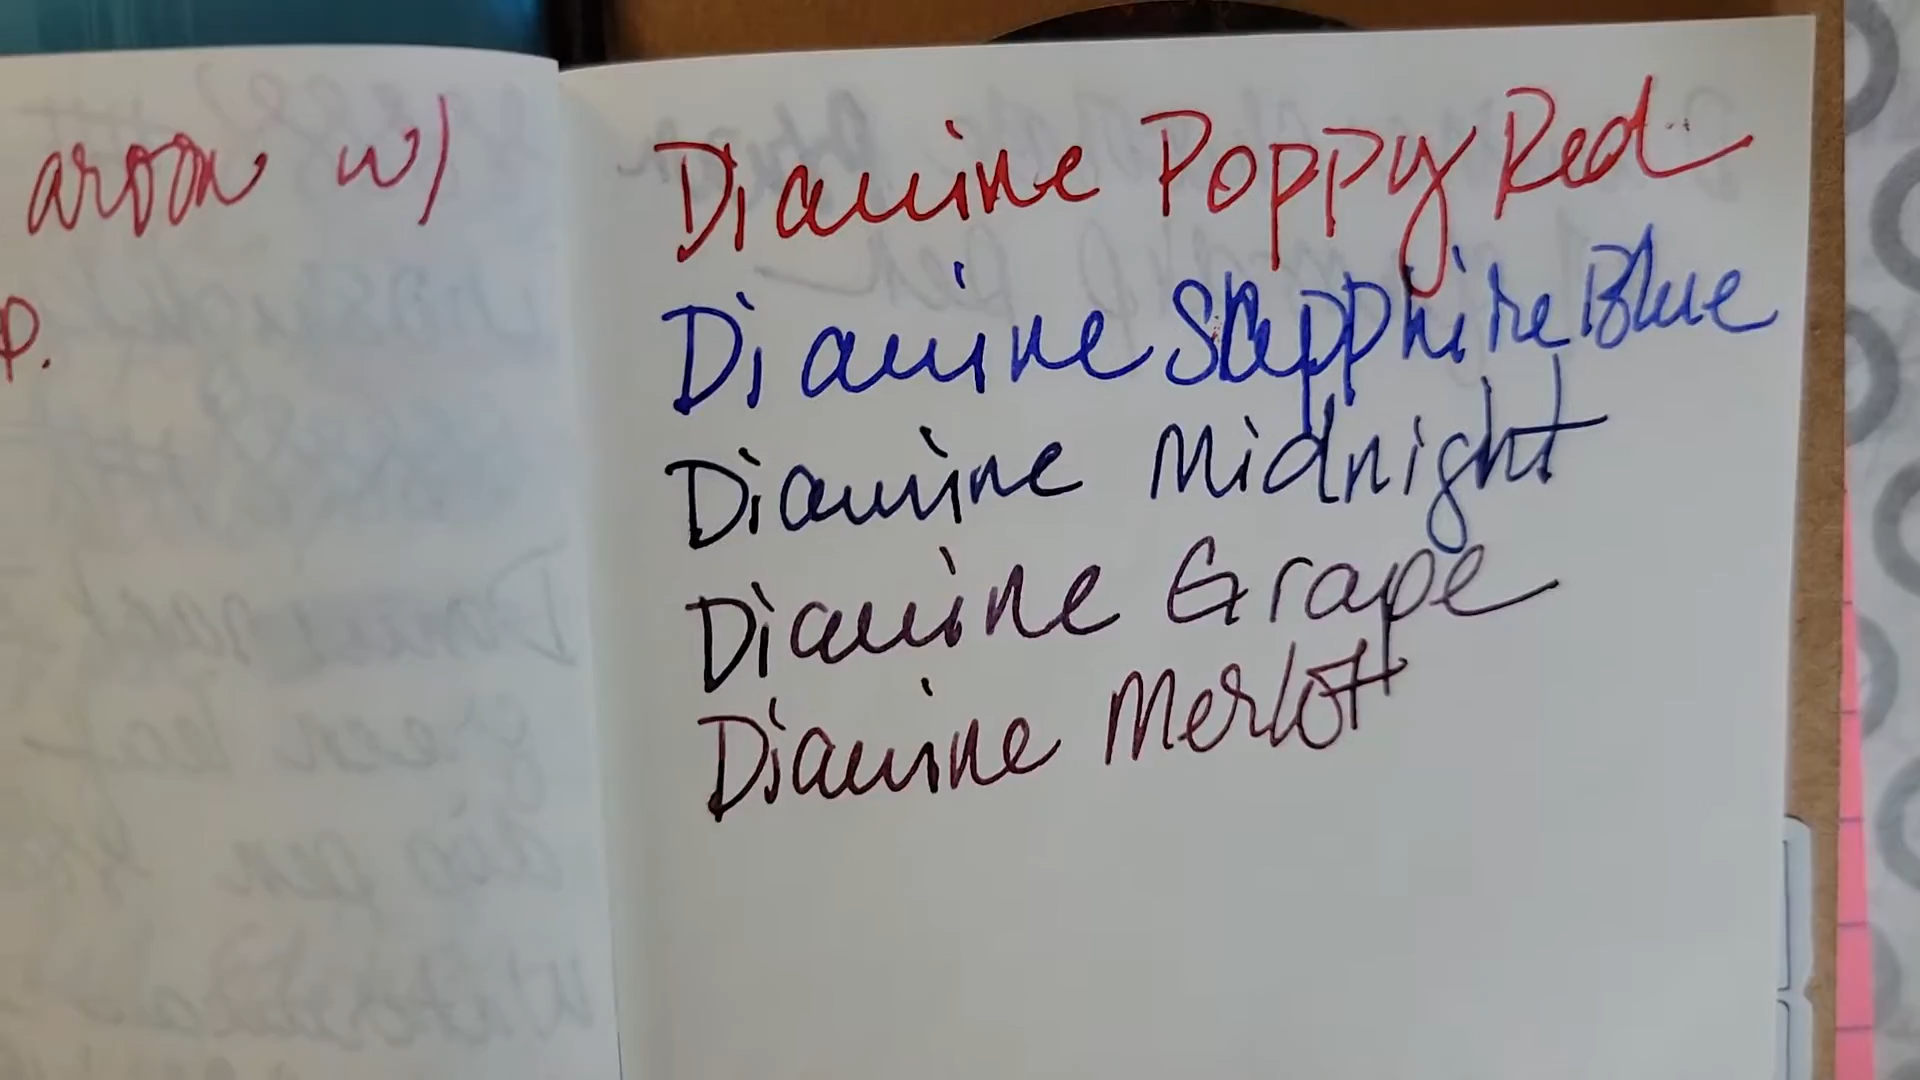 aroon w/
p.
Diamine Poppy Red
Diamine Sapphire Blue
Diamine Midnight
Diamine Grape
Diamine Merlot